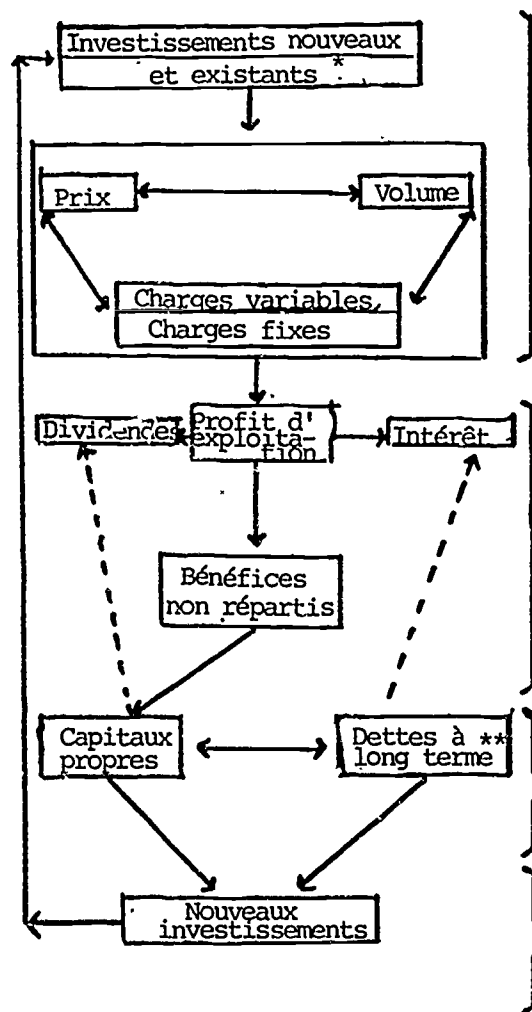 Investissements nouveaux
et existants *
Prix
Volume
Charges variables,
Charges fixes
Dividendes
Profit d'
exploita-
tion
Intérêt
Bénéfices
non répartis
Capitaux
propres
Dettes à **
long terme
Nouveaux
investissements